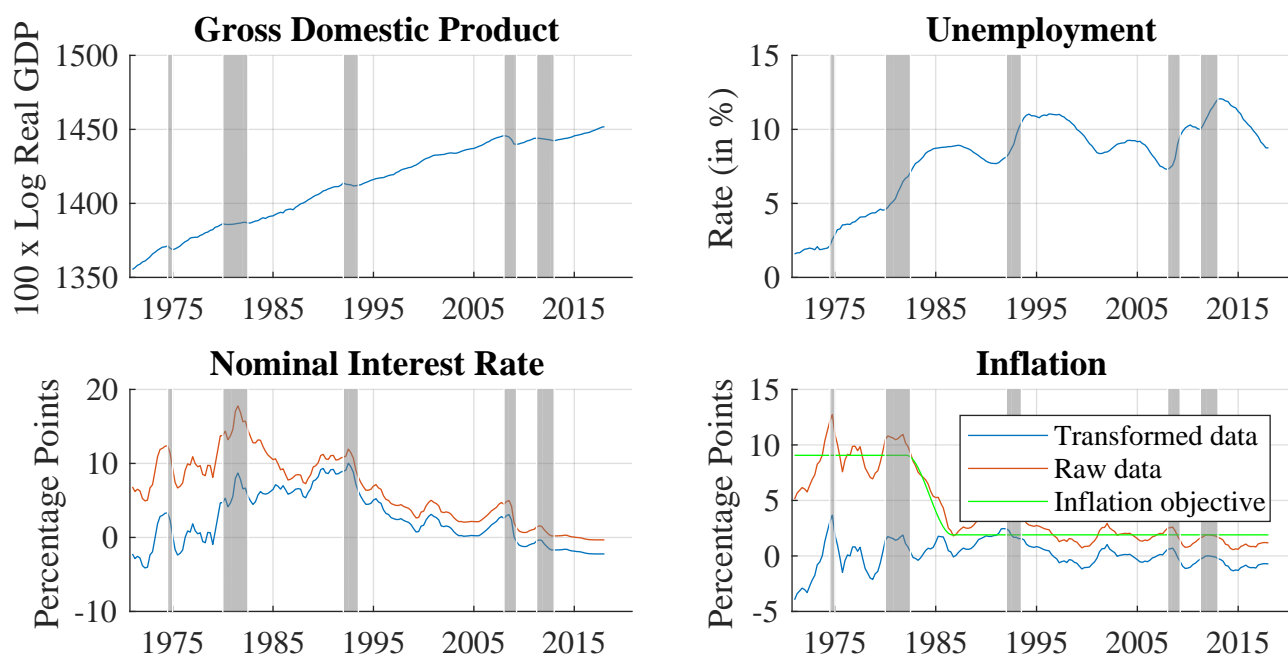 Gross Domestic Product
100 x Log Real GDP
1500
1450
1400
1350
1975 1985 1995 2005 2015
Unemployment
Rate (in %)
15
10
5
0
1975 1985 1995 2005 2015
Nominal Interest Rate
Percentage Points
20
10
0
-10
1975 1985 1995 2005 2015
Inflation
Percentage Points
15
10
5
0
-5
1975 1985 1995 2005 2015
Transformed data
Raw data
Inflation objective